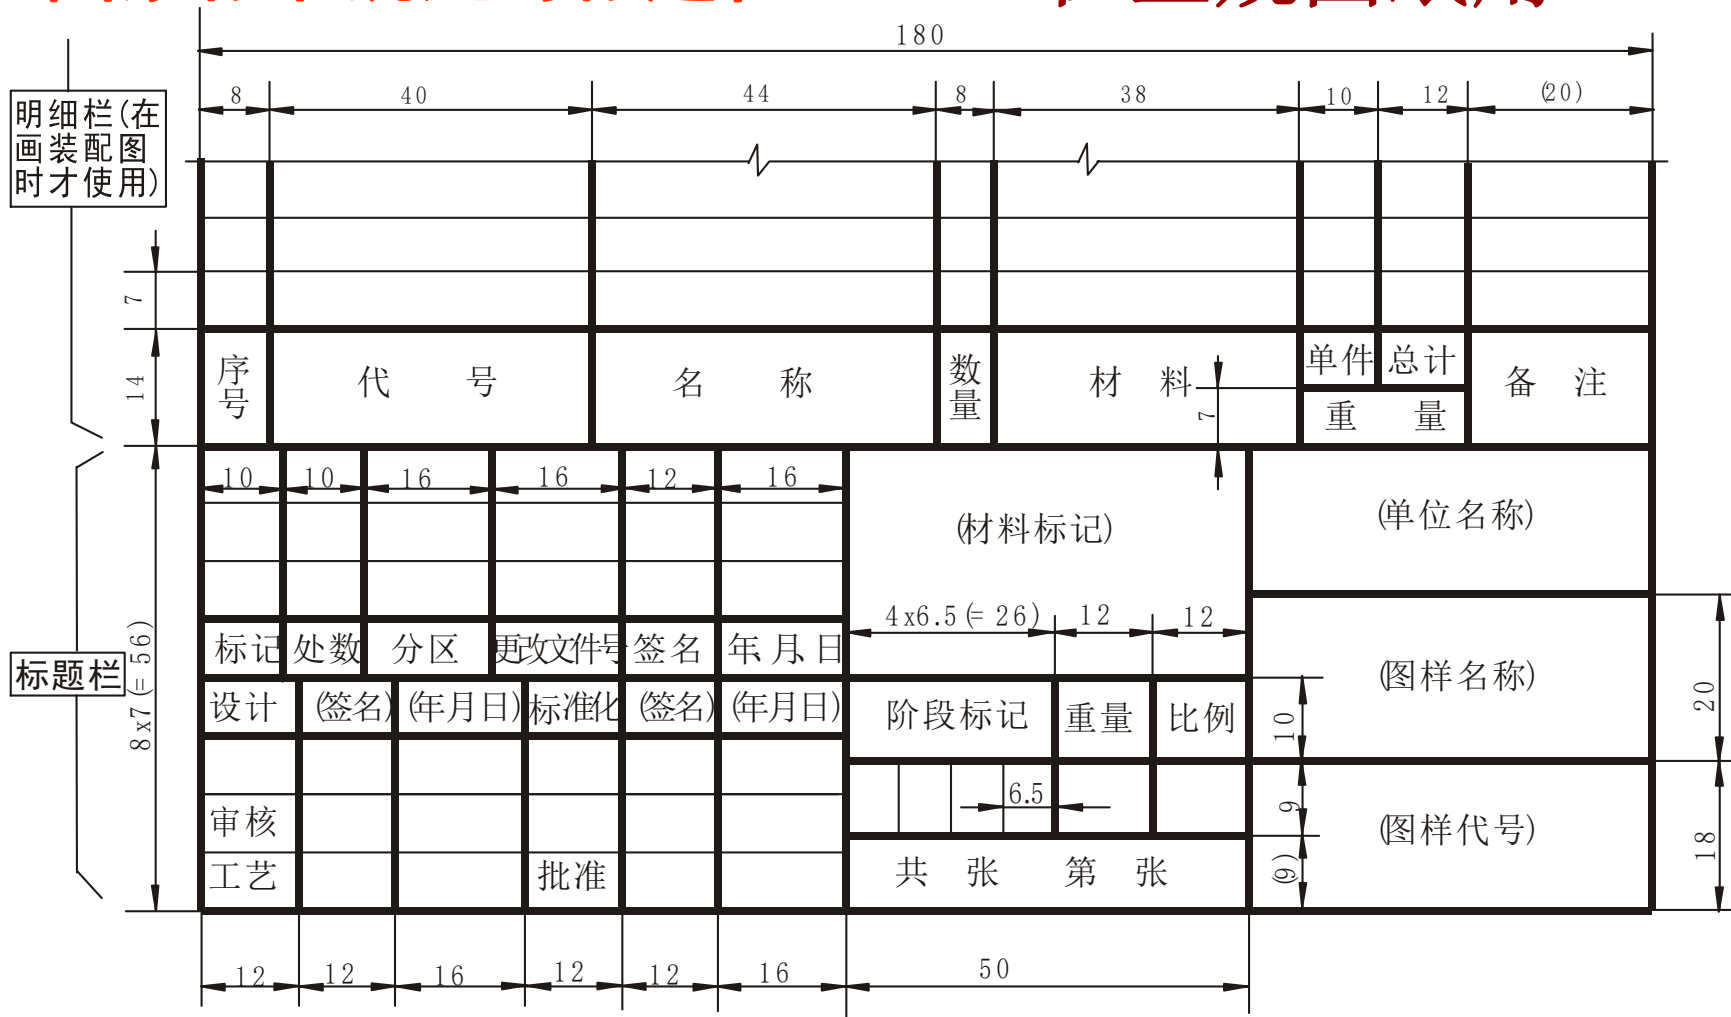 180
8 40 44 8 38 10 12 (20)
明细栏(在
画装配图
时才使用)
7
14
序号 代 号 名 称 数量 材 料 单件 总计 备 注
7
重 量
10 10 16 16 12 16
(材料标记)
(单位名称)
4x6.5(=26) 12 12
标记 处数 分区 更改文件号 签名 年月日
标题栏
8x7(=56)
(图样名称)
20
设计 (签名) (年月日) 标准化 (签名) (年月日) 阶段标记 重量 比例
10
6.5
9
审核
(图样代号)
18
工艺 批准 共 张 第 张
(9)
12 12 16 12 12 16 50